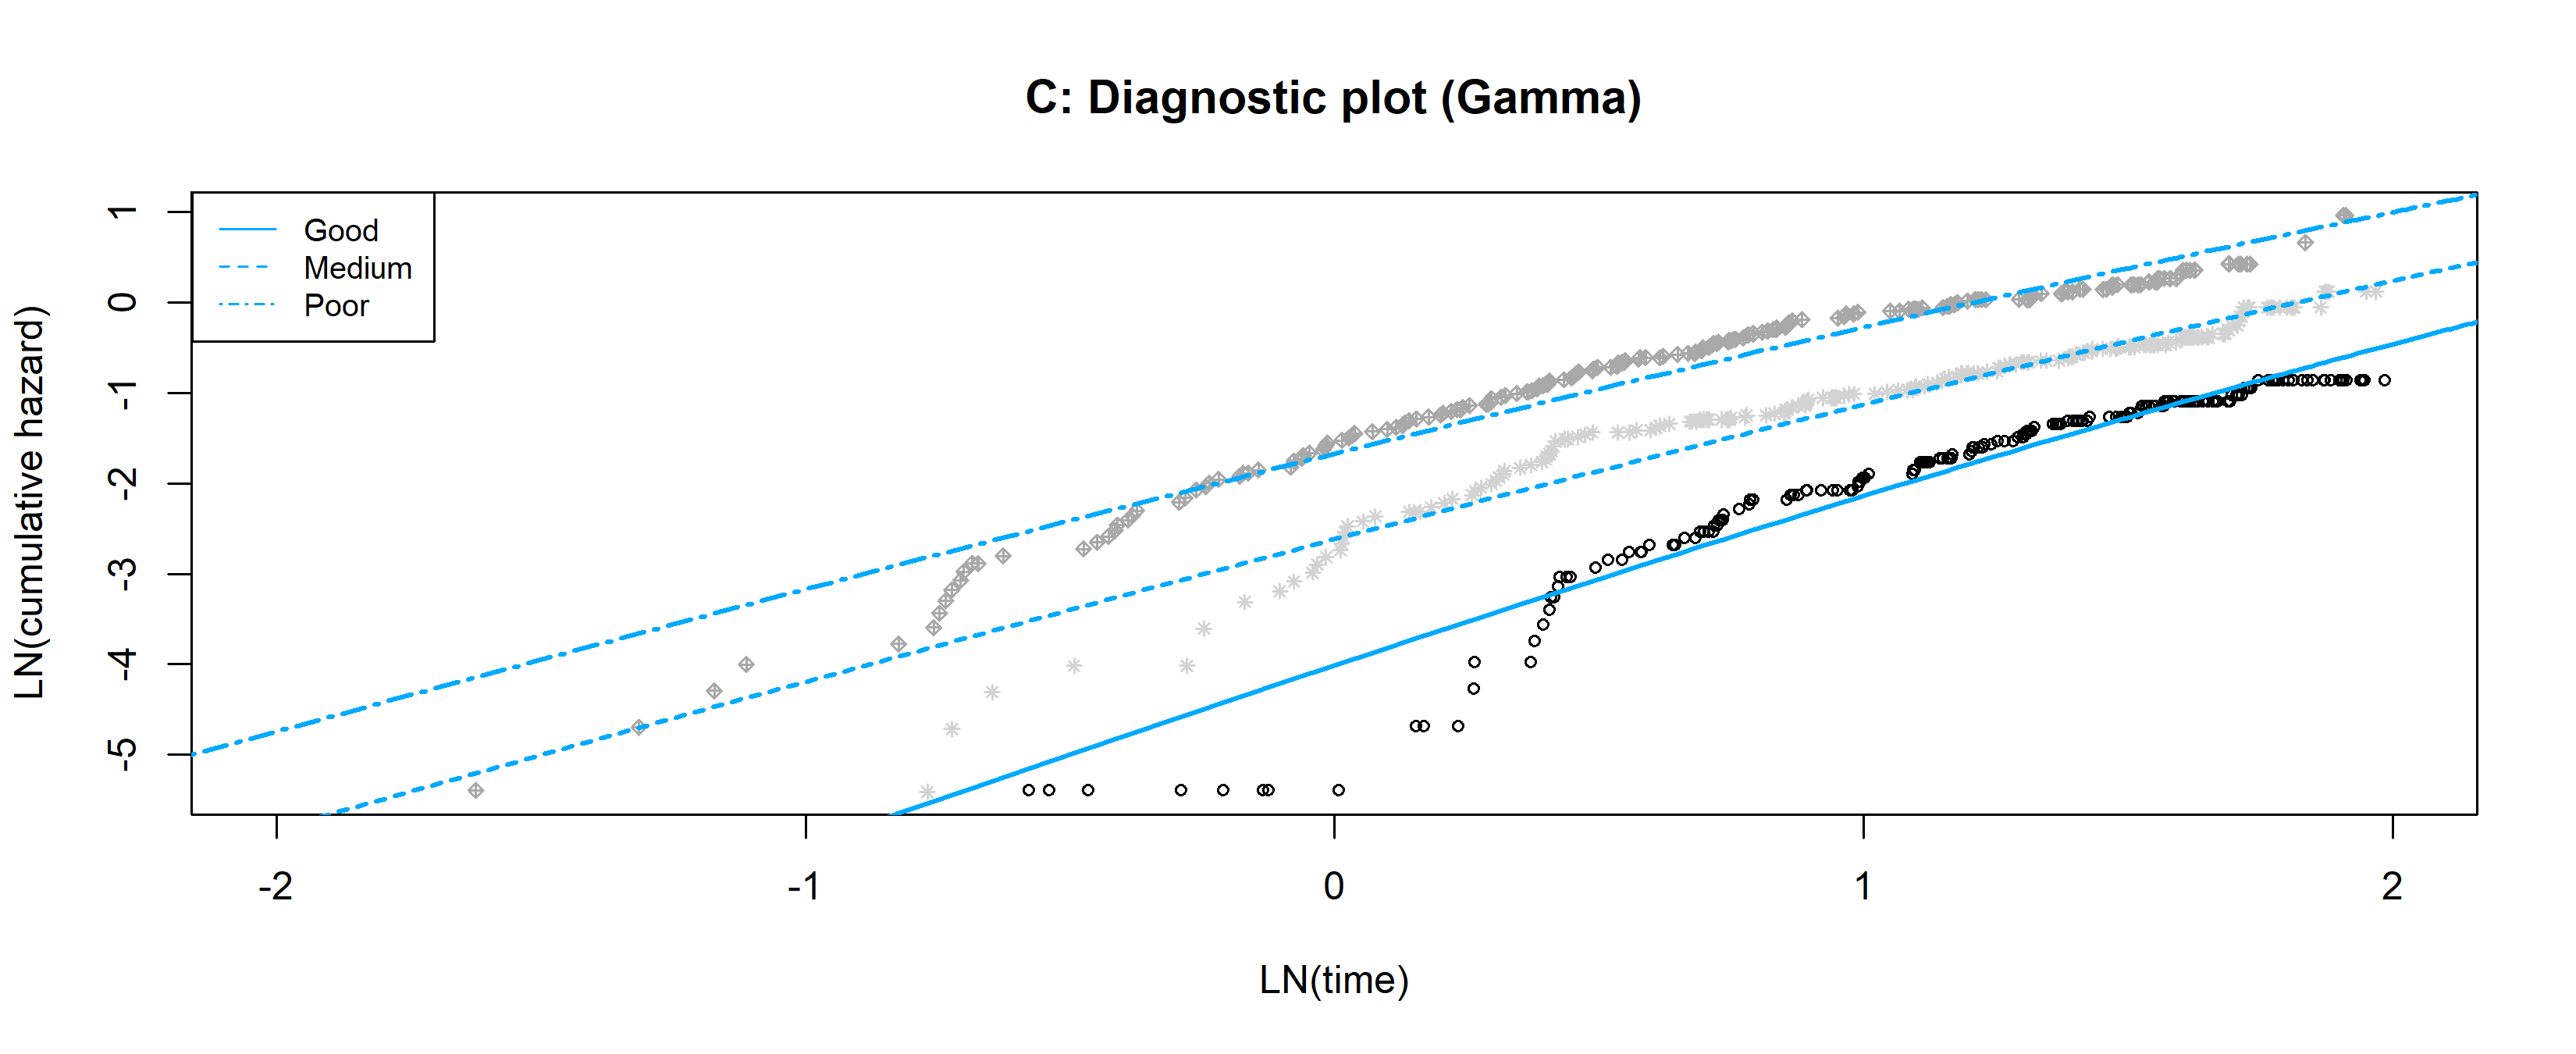 C: Diagnostic plot (Gamma)
Good
Medium
Poor
LN(cumulative hazard)
1
0
-1
-2
-3
-4
-5
-2 -1 0 1 2
LN(time)